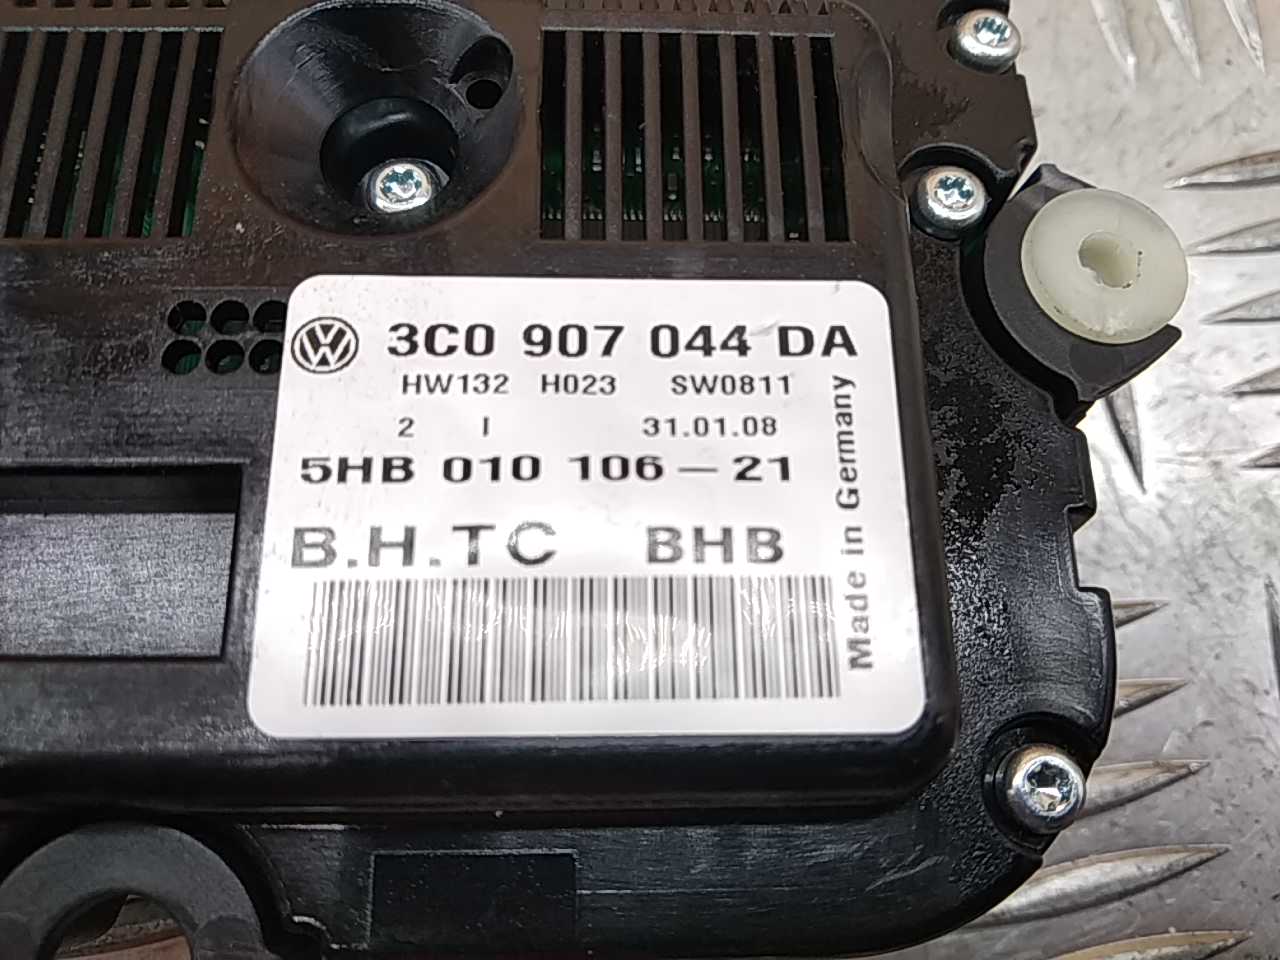 VW 3C0 907 044 DA
HW132 H023 SW0811
2 I 31.01.08
5HB 010 106-21
B.H.TC BHB
Made in Germany